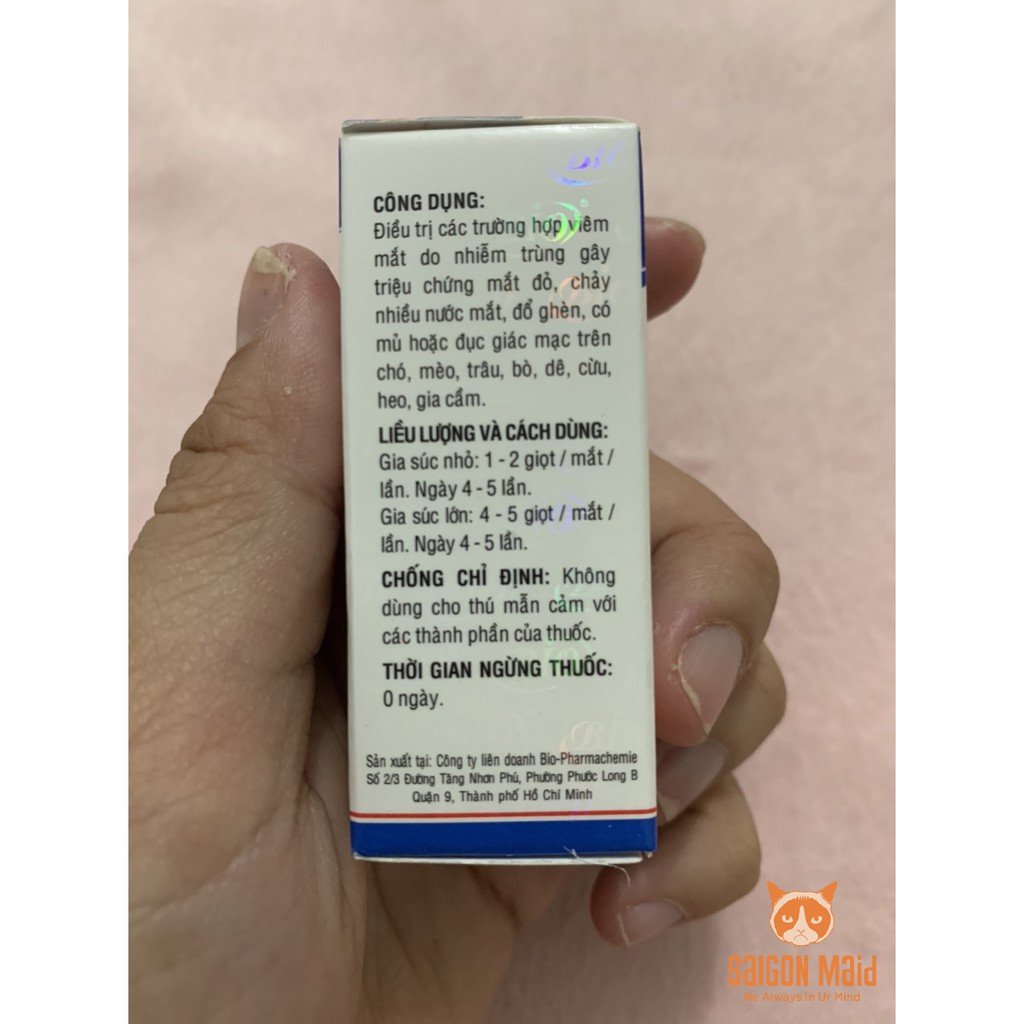 CÔNG DỤNG:
Điều trị các trường hợp viêm
mắt do nhiễm trùng gây
triệu chứng mắt đỏ, chảy
nhiều nước mắt, đổ ghèn, có
mủ hoặc đục giác mạc trên
chó, mèo, trâu, bò, dê, cừu,
heo, gia cầm.
LIỀU LƯỢNG VÀ CÁCH DÙNG:
Gia súc nhỏ: 1 - 2 giọt / mắt /
lần. Ngày 4 - 5 lần.
Gia súc lớn: 4 - 5 giọt / mắt /
lần. Ngày 4 - 5 lần.
CHỐNG CHỈ ĐỊNH: Không
dùng cho thú mẫn cảm với
các thành phần của thuốc.
THỜI GIAN NGỪNG THUỐC:
0 ngày.
Sản xuất tại: Công ty liên doanh Bio-Pharmachemie
Số 2/3 Đường Tăng Nhơn Phú, Phường Phước Long B
Quận 9, Thành phố Hồ Chí Minh
SAIGON Maid
Be Always In Ur Mind